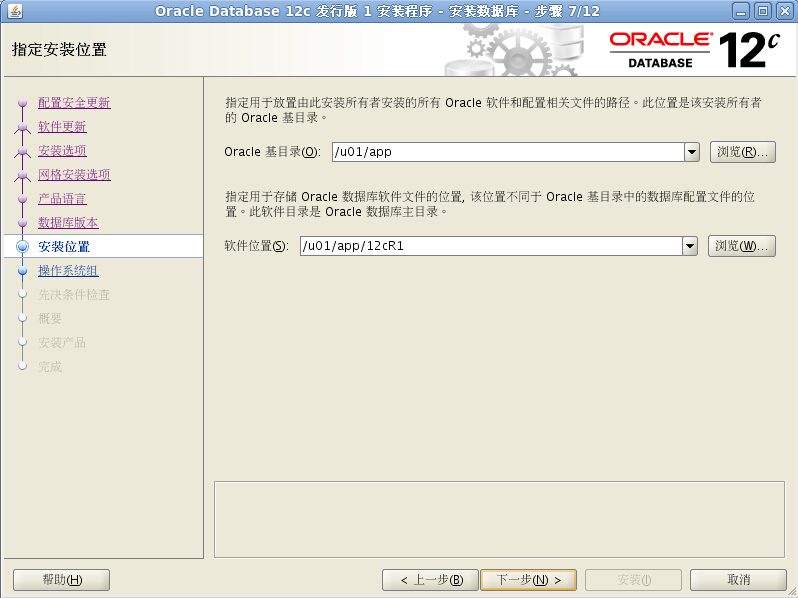 Oracle Database 12c 发行版 1 安装程序 - 安装数据库 - 步骤 7/12
指定安装位置
ORACLE®
DATABASE
12c
配置安全更新
软件更新
安装选项
网格安装选项
产品语言
数据库版本
安装位置
操作系统组
先决条件检查
概要
安装产品
完成
指定用于放置由此安装所有者安装的所有 Oracle 软件和配置相关文件的路径。此位置是该安装所有者
的 Oracle 基目录。
Oracle 基目录(O): /u01/app 浏览(R)...
指定用于存储 Oracle 数据库软件文件的位置, 该位置不同于 Oracle 基目录中的数据库配置文件的位
置。此软件目录是 Oracle 数据库主目录。
软件位置(S): /u01/app/12cR1 浏览(W)...
帮助(H) < 上一步(B) 下一步(N) > 安装(I) 取消